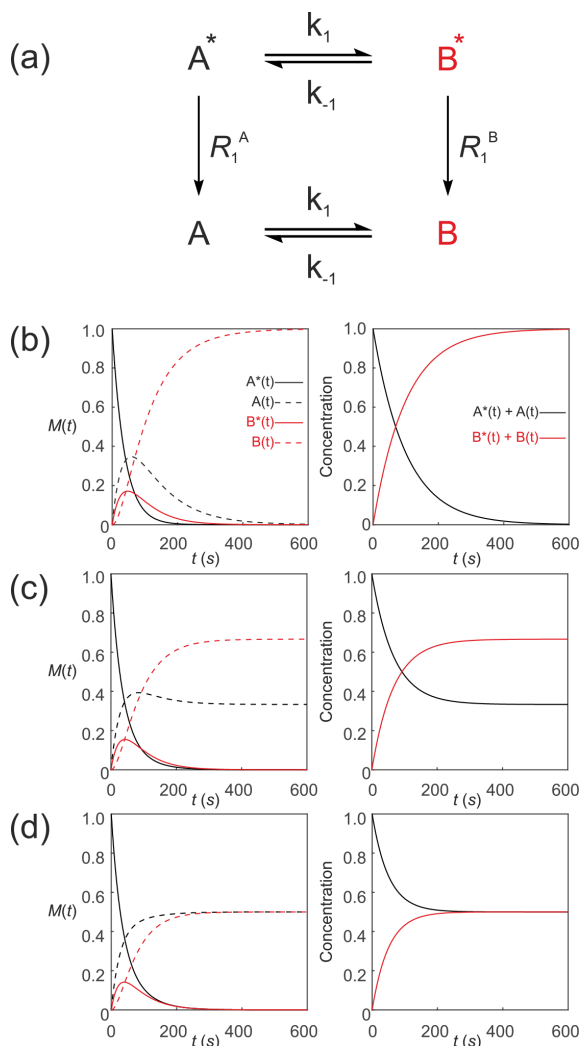 (a)
A* k₁ B*
k₋₁
R₁ᴬ R₁ᴮ
A k₁ B
k₋₁
(b)
1.0 1.0
0.8 0.8
A*(t)
A(t)
A*(t) + A(t)
B*(t)
B*(t) + B(t)
B(t)
0.6 0.6
M(t) Concentration
0.4 0.4
0.2 0.2
0 0
0 200 400 600 0 200 400 600
t (s) t (s)
(c)
1.0 1.0
0.8 0.8
0.6 0.6
M(t) Concentration
0.4 0.4
0.2 0.2
0 0
0 200 400 600 0 200 400 600
t (s) t (s)
(d)
1.0 1.0
0.8 0.8
0.6 0.6
M(t) Concentration
0.4 0.4
0.2 0.2
0 0
0 200 400 600 0 200 400 600
t (s) t (s)